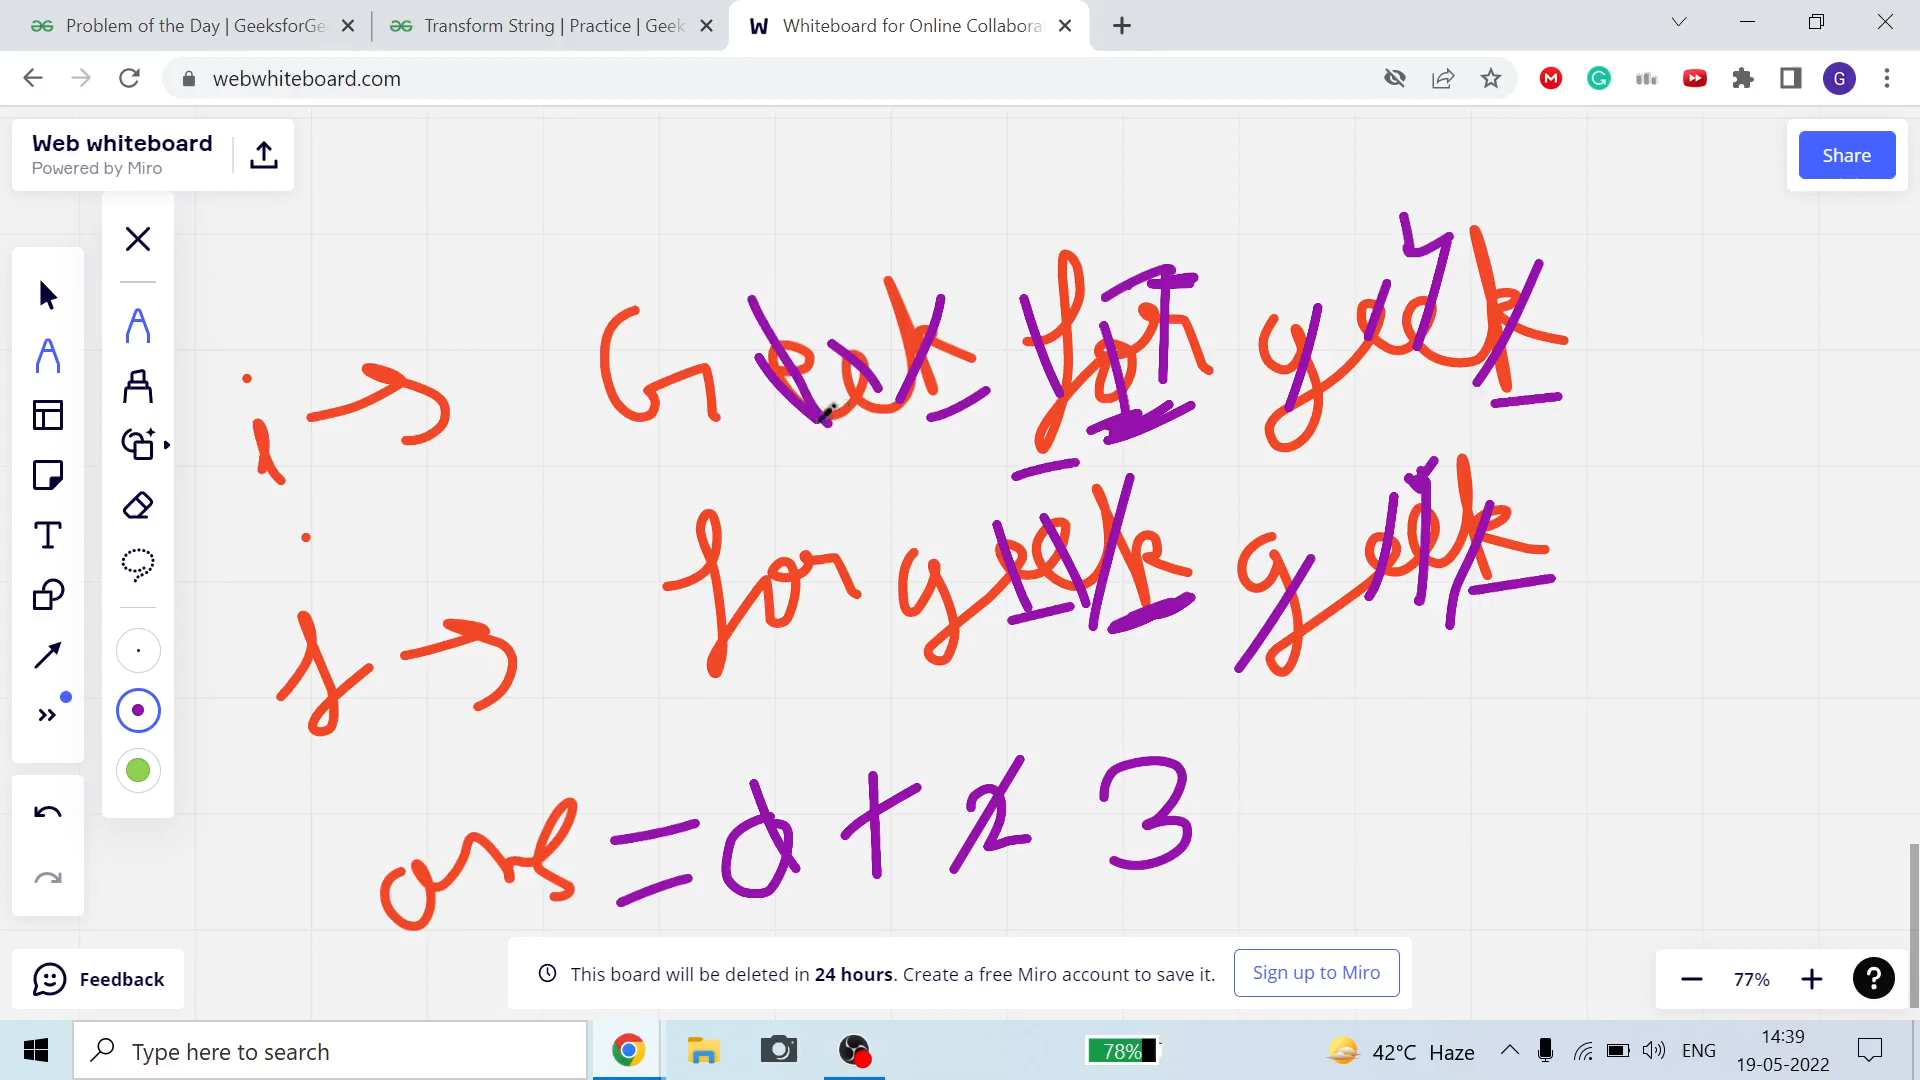 Problem of the Day | GeeksforGe
Transform String | Practice | Geek
W Whiteboard for Online Collabora
webwhiteboard.com
M
G
Web whiteboard
Powered by Miro
Share
i → Geek for geek
j → for geek geek
ans = 0 + 2 3
T
Feedback
This board will be deleted in 24 hours. Create a free Miro account to save it.
Sign up to Miro
77%
?
Type here to search
78%
42°C Haze
ENG
14:39
19-05-2022